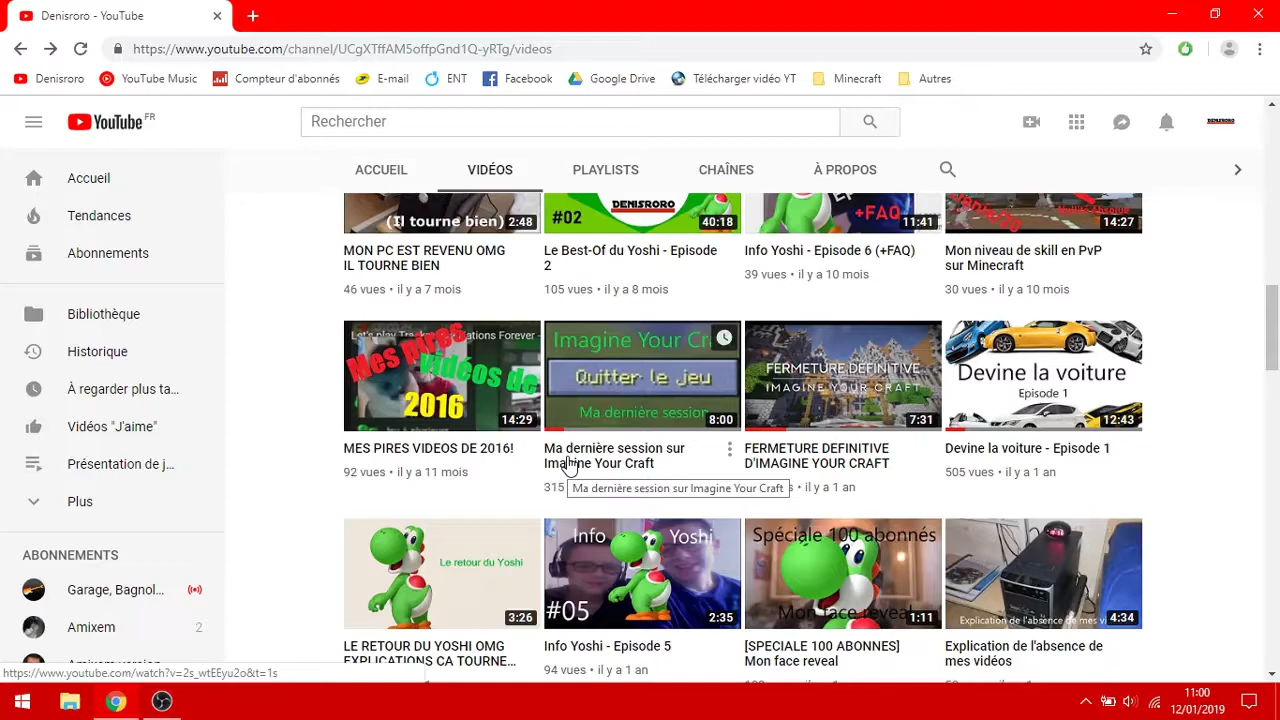 Denisroro - YouTube
https://www.youtube.com/channel/UCgXTffAM5offpGnd1Q-yRTg/videos
Denisroro
YouTube Music
Compteur d'abonnés
E-mail
ENT
Facebook
Google Drive
Télécharger vidéo YT
Minecraft
Autres
YouTube FR
Rechercher
DENISRORO
ACCUEIL
VIDÉOS
PLAYLISTS
CHAÎNES
À PROPOS
Accueil
Tendances
Abonnements
Bibliothèque
Historique
À regarder plus ta...
Vidéos "J'aime"
Présentation de j...
Plus
ABONNEMENTS
Garage, Bagnol...
Amixem
2
(Il tourne bien)
2:48
MON PC EST REVENU OMG
IL TOURNE BIEN
46 vues • il y a 7 mois
DENISRORO
#02
40:18
Le Best-Of du Yoshi - Episode
2
105 vues • il y a 8 mois
+FAQ
11:41
Info Yoshi - Episode 6 (+FAQ)
39 vues • il y a 10 mois
14:27
Mon niveau de skill en PvP
sur Minecraft
30 vues • il y a 10 mois
Mes pires
vidéos de
2016
14:29
MES PIRES VIDEOS DE 2016!
92 vues • il y a 11 mois
Imagine Your Cr
Quitter le jeu
Ma dernière session
8:00
Ma dernière session sur
Imagine Your Craft
315
Ma dernière session sur Imagine Your Craft
FERMETURE DEFINITIVE
IMAGINE YOUR CRAFT
7:31
FERMETURE DEFINITIVE
D'IMAGINE YOUR CRAFT
s • il y a 1 an
Devine la voiture
Episode 1
12:43
Devine la voiture - Episode 1
505 vues • il y a 1 an
Le retour du Yoshi
3:26
LE RETOUR DU YOSHI OMG
EXPLICATIONS CA TOURNE...
Info Yoshi
#05
2:35
Info Yoshi - Episode 5
94 vues • il y a 1 an
Spéciale 100 abonnés
Mon face reveal
1:11
[SPECIALE 100 ABONNES]
Mon face reveal
Explication de l'absence de mes vi
4:34
Explication de l'absence de
mes vidéos
https://www.youtube.com/watch?v=2s_wtEEyu2o&t=1s
11:00
12/01/2019